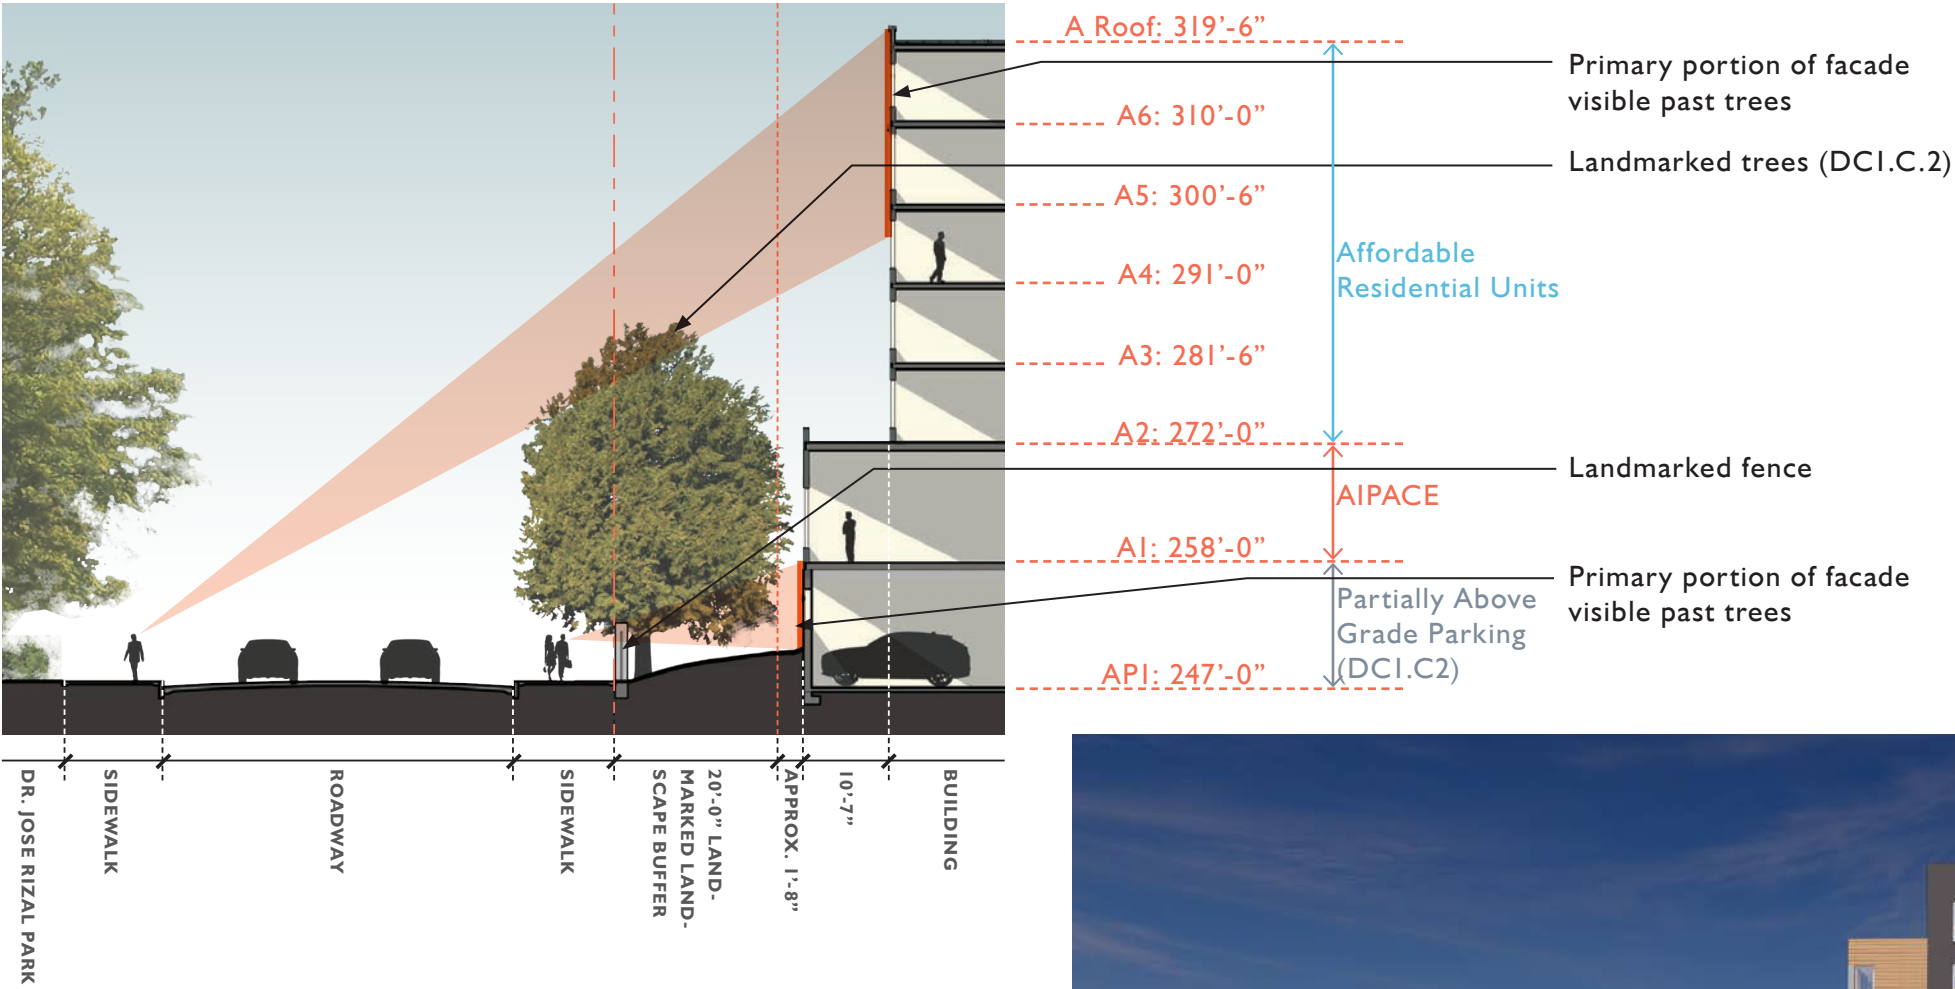 A Roof: 319’-6”
Primary portion of facade
visible past trees
A6: 310’-0”
Landmarked trees (DC1.C.2)
A5: 300’-6”
Affordable
Residential Units
A4: 291’-0”
A3: 281’-6”
A2: 272’-0”
Landmarked fence
AIPACE
A1: 258’-0”
Primary portion of facade
visible past trees
Partially Above
Grade Parking
(DC1.C2)
AP1: 247’-0”
DR. JOSE RIZAL PARK
SIDEWALK
ROADWAY
SIDEWALK
20’-0” LAND-
MARKED LAND-
SCAPE BUFFER
APPROX. 1’-8”
10’-7”
BUILDING